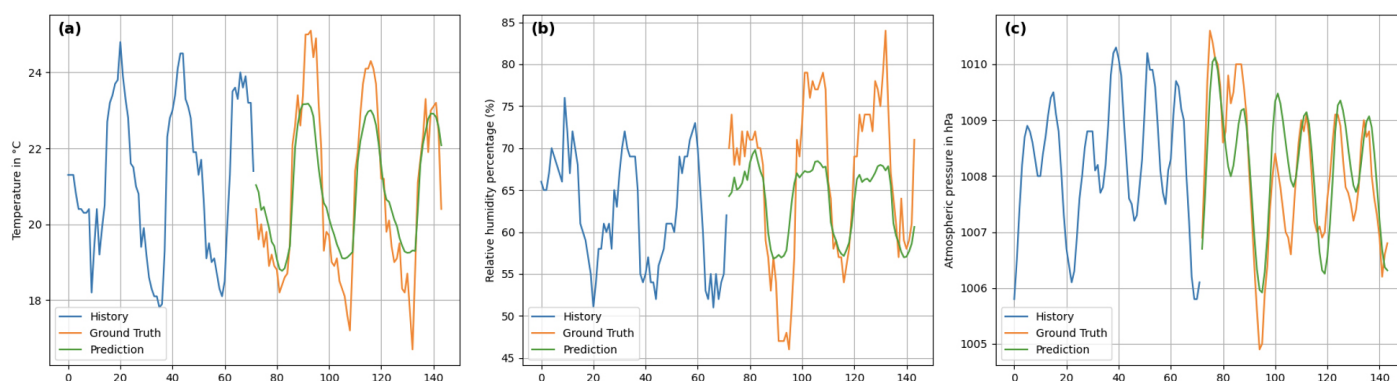 (a)
Temperature in °C
24
22
20
18
0
20
40
60
80
100
120
140
History
Ground Truth
Prediction
(b)
Relative humidity percentage (%)
85
80
75
70
65
60
55
50
45
0
20
40
60
80
100
120
140
History
Ground Truth
Prediction
(c)
Atmospheric pressure in hPa
1010
1009
1008
1007
1006
1005
0
20
40
60
80
100
120
140
History
Ground Truth
Prediction